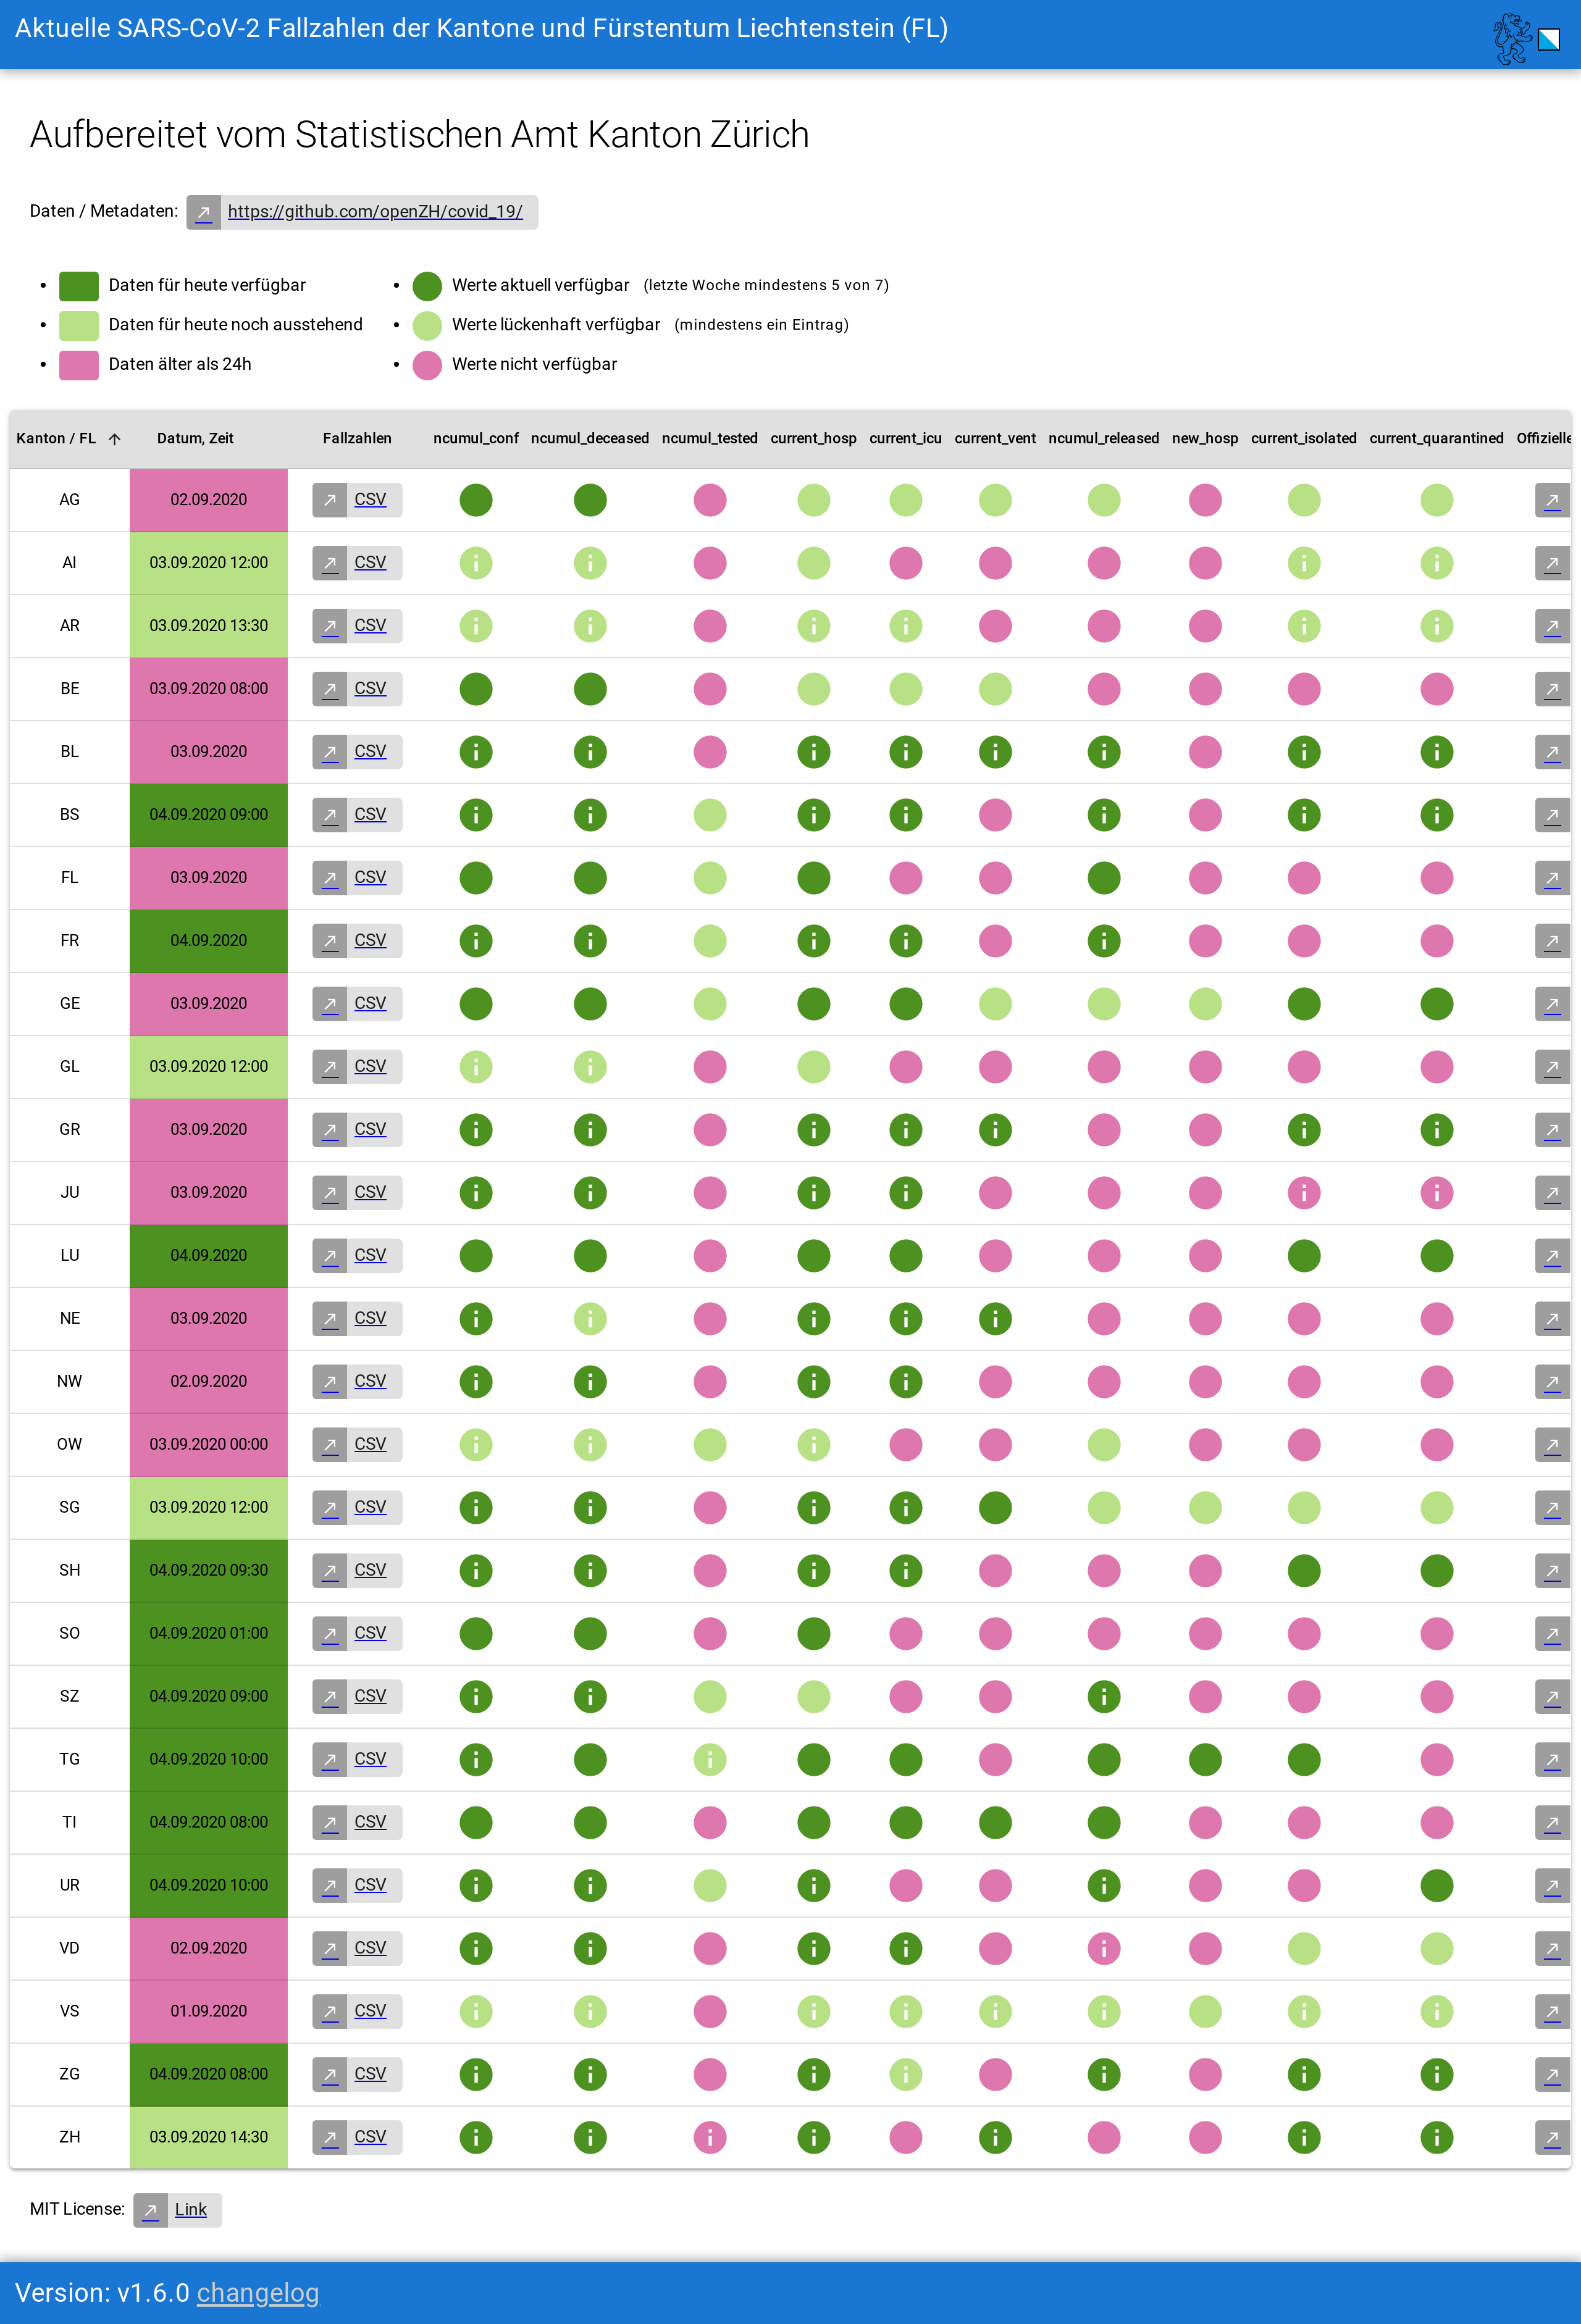 Aktuelle SARS-CoV-2 Fallzahlen der Kantone und Fürstentum Liechtenstein (FL)
Aufbereitet vom Statistischen Amt Kanton Zürich
Daten / Metadaten: https://github.com/openZH/covid_19/
Daten für heute verfügbar
Daten für heute noch ausstehend
Daten älter als 24h
Werte aktuell verfügbar (letzte Woche mindestens 5 von 7)
Werte lückenhaft verfügbar (mindestens ein Eintrag)
Werte nicht verfügbar
Kanton / FL Datum, Zeit Fallzahlen ncumul_conf ncumul_deceased ncumul_tested current_hosp current_icu current_vent ncumul_released new_hosp current_isolated current_quarantined Offizielle
AG 02.09.2020 CSV
AI 03.09.2020 12:00 CSV
AR 03.09.2020 13:30 CSV
BE 03.09.2020 08:00 CSV
BL 03.09.2020 CSV
BS 04.09.2020 09:00 CSV
FL 03.09.2020 CSV
FR 04.09.2020 CSV
GE 03.09.2020 CSV
GL 03.09.2020 12:00 CSV
GR 03.09.2020 CSV
JU 03.09.2020 CSV
LU 04.09.2020 CSV
NE 03.09.2020 CSV
NW 02.09.2020 CSV
OW 03.09.2020 00:00 CSV
SG 03.09.2020 12:00 CSV
SH 04.09.2020 09:30 CSV
SO 04.09.2020 01:00 CSV
SZ 04.09.2020 09:00 CSV
TG 04.09.2020 10:00 CSV
TI 04.09.2020 08:00 CSV
UR 04.09.2020 10:00 CSV
VD 02.09.2020 CSV
VS 01.09.2020 CSV
ZG 04.09.2020 08:00 CSV
ZH 03.09.2020 14:30 CSV
MIT License: Link
Version: v1.6.0 changelog